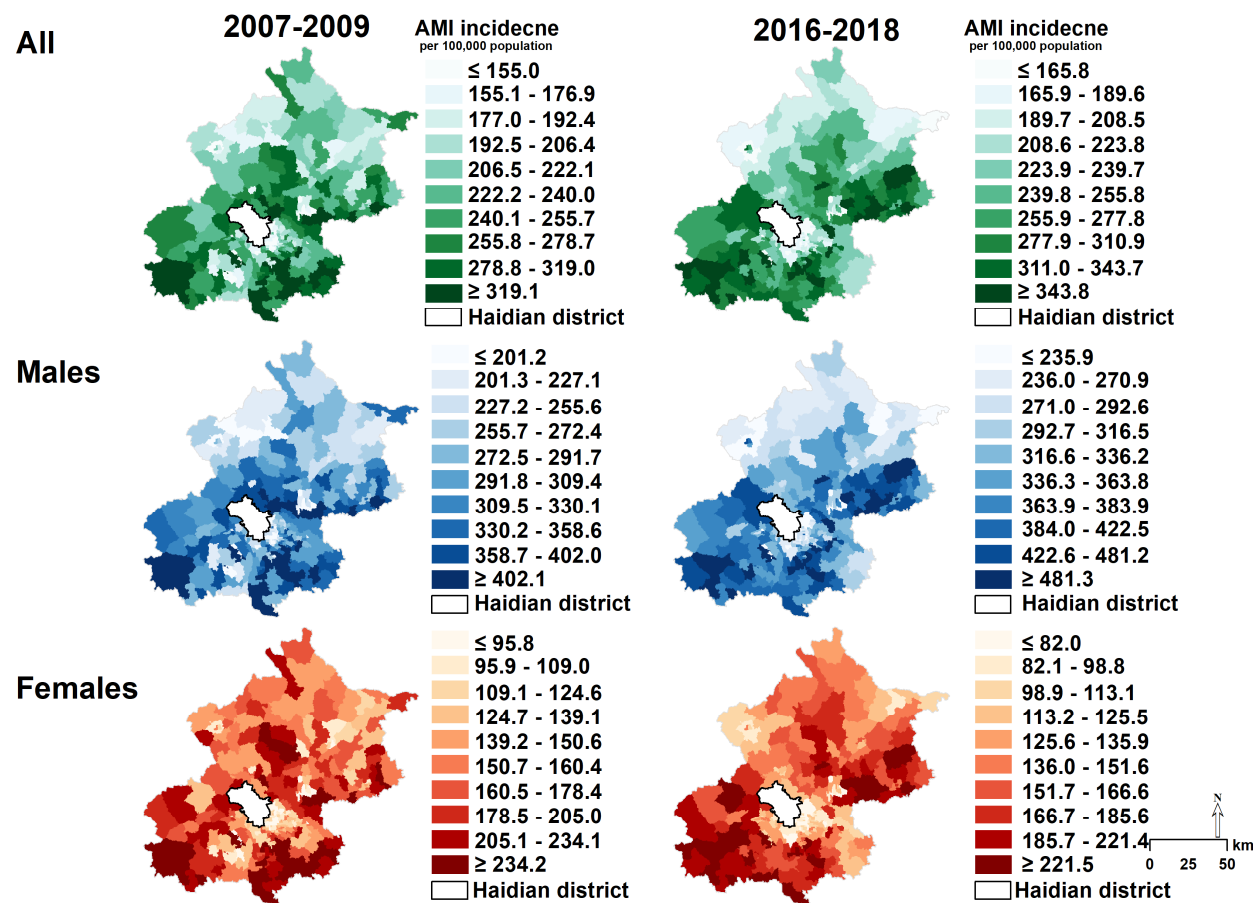 All
2007-2009
AMI incidecne
per 100,000 population
≤ 155.0
155.1 - 176.9
177.0 - 192.4
192.5 - 206.4
206.5 - 222.1
222.2 - 240.0
240.1 - 255.7
255.8 - 278.7
278.8 - 319.0
≥ 319.1
Haidian district
2016-2018
AMI incidecne
per 100,000 population
≤ 165.8
165.9 - 189.6
189.7 - 208.5
208.6 - 223.8
223.9 - 239.7
239.8 - 255.8
255.9 - 277.8
277.9 - 310.9
311.0 - 343.7
≥ 343.8
Haidian district
Males
≤ 201.2
201.3 - 227.1
227.2 - 255.6
255.7 - 272.4
272.5 - 291.7
291.8 - 309.4
309.5 - 330.1
330.2 - 358.6
358.7 - 402.0
≥ 402.1
Haidian district
≤ 235.9
236.0 - 270.9
271.0 - 292.6
292.7 - 316.5
316.6 - 336.2
336.3 - 363.8
363.9 - 383.9
384.0 - 422.5
422.6 - 481.2
≥ 481.3
Haidian district
Females
≤ 95.8
95.9 - 109.0
109.1 - 124.6
124.7 - 139.1
139.2 - 150.6
150.7 - 160.4
160.5 - 178.4
178.5 - 205.0
205.1 - 234.1
≥ 234.2
Haidian district
≤ 82.0
82.1 - 98.8
98.9 - 113.1
113.2 - 125.5
125.6 - 135.9
136.0 - 151.6
151.7 - 166.6
166.7 - 185.6
185.7 - 221.4
≥ 221.5
Haidian district
N
km
0 25 50